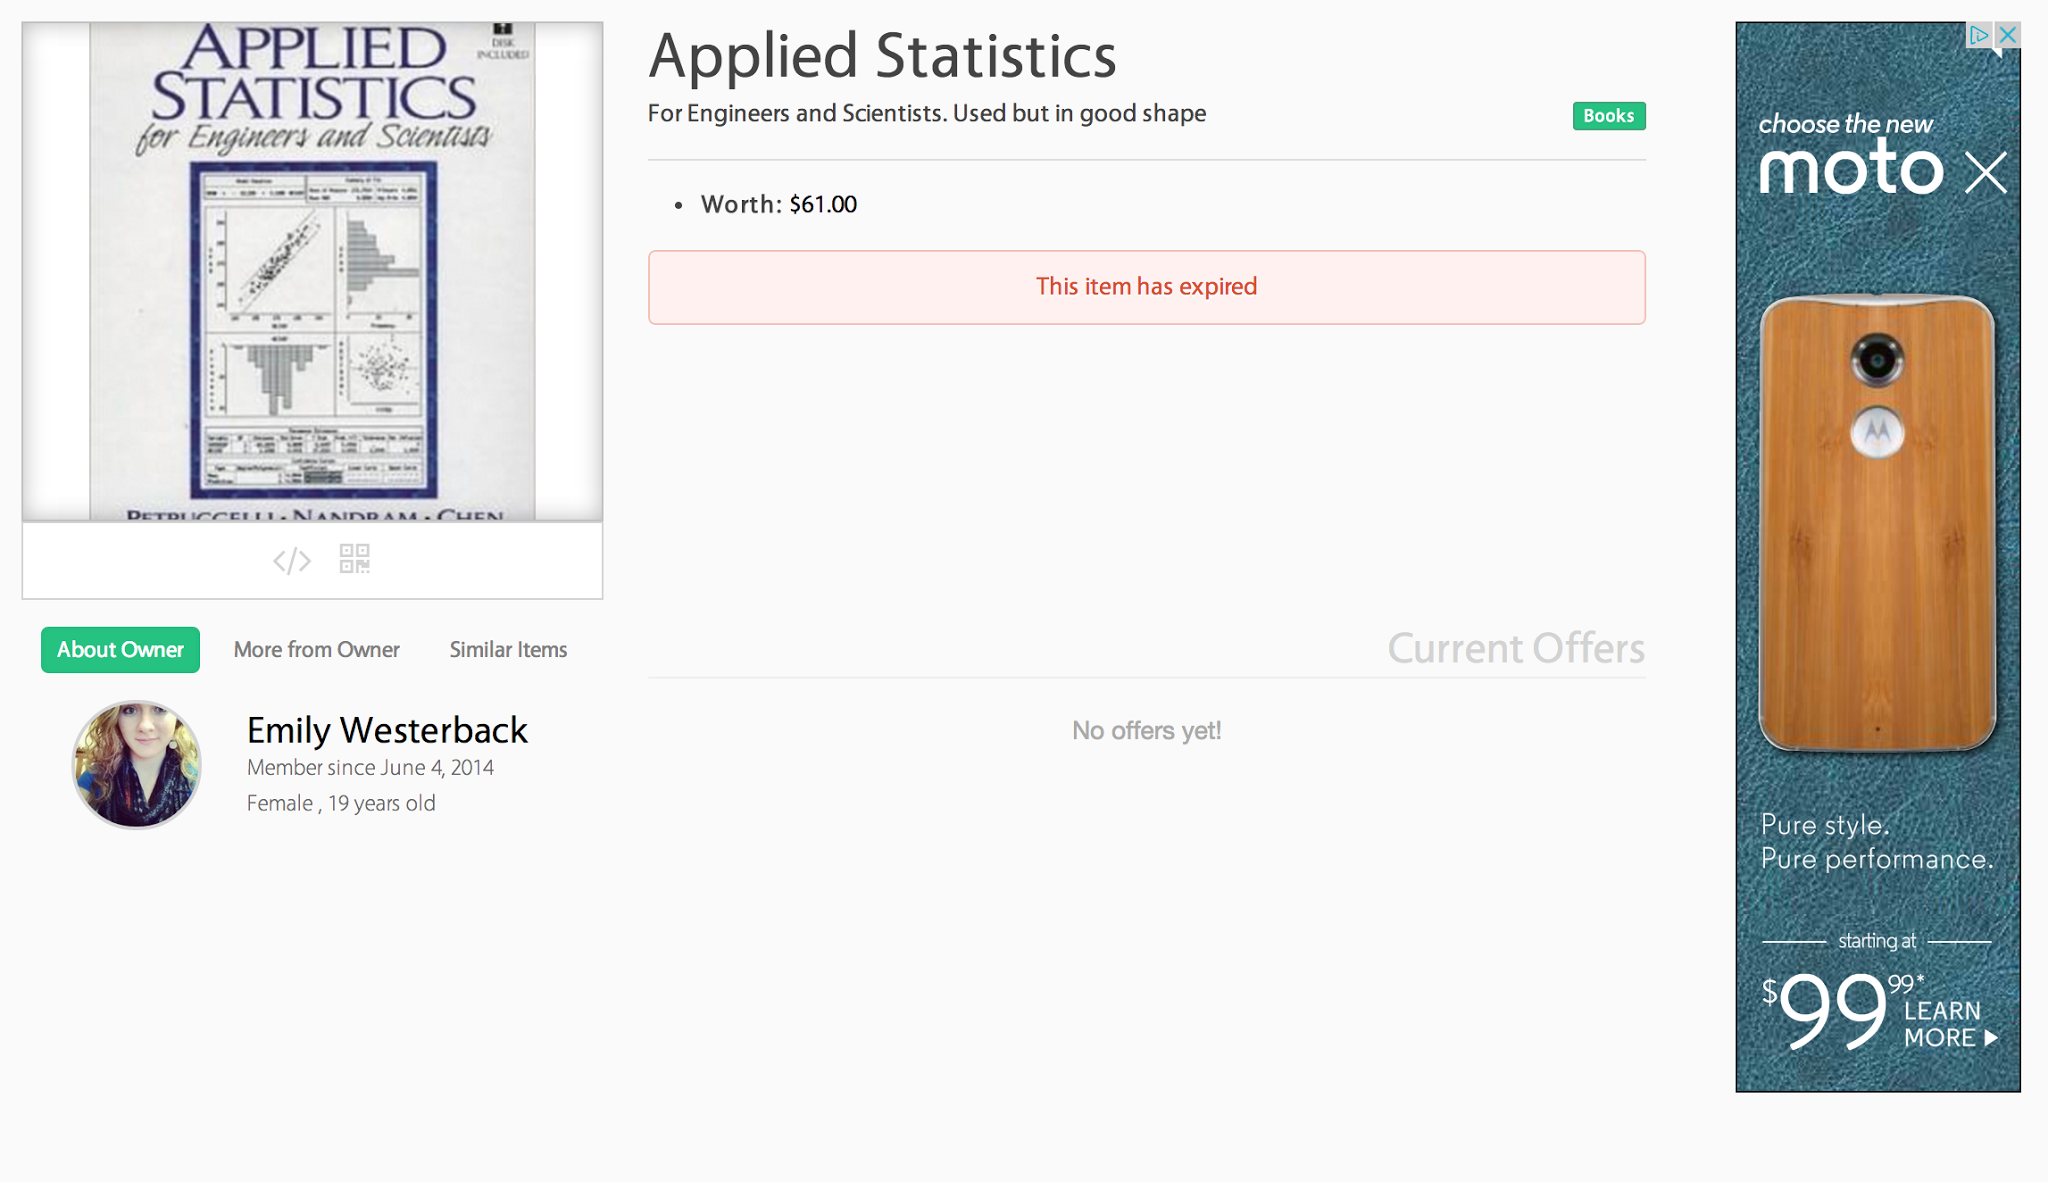 APPLIED
STATISTICS
for Engineers and Scientists
DISK
INCLUDED
PETRUCCELLI · NANDRAM · CHEN
Applied Statistics
For Engineers and Scientists. Used but in good shape
Books
• Worth: $61.00
This item has expired
About Owner
More from Owner
Similar Items
Emily Westerback
Member since June 4, 2014
Female , 19 years old
Current Offers
No offers yet!
choose the new
moto X
Pure style.
Pure performance.
starting at
$99 99*
LEARN
MORE